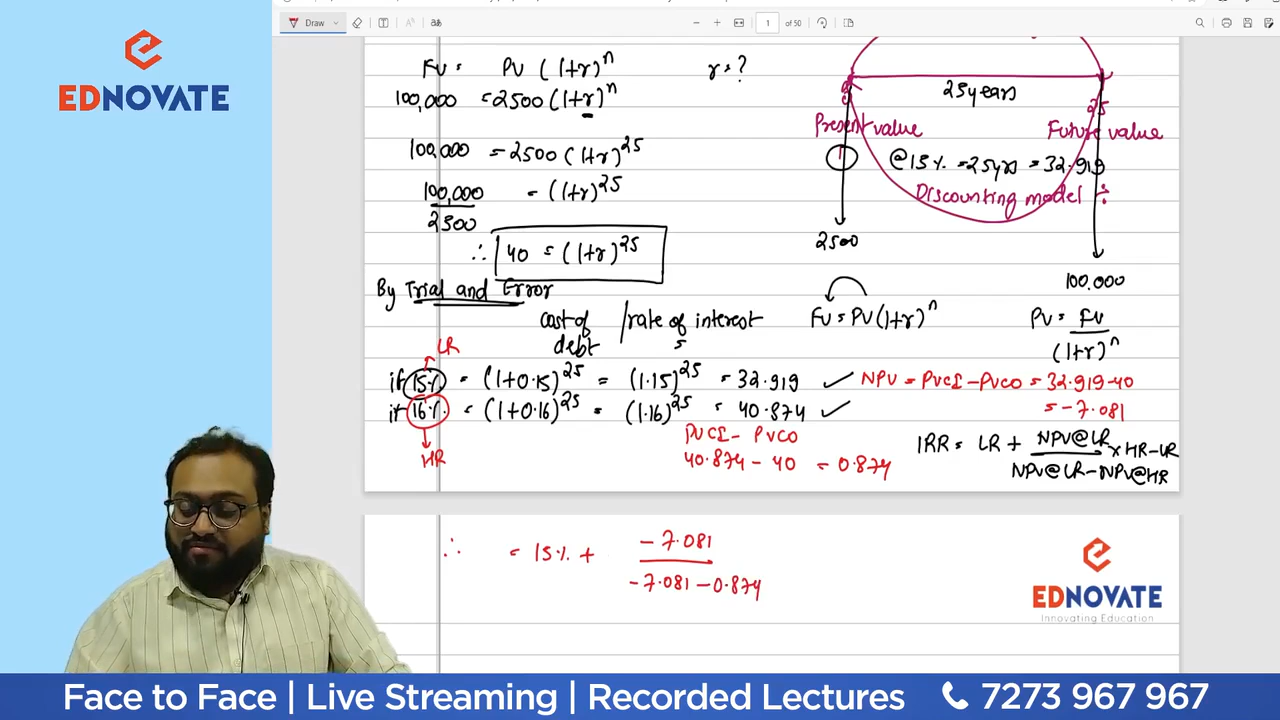 Draw
1 of 50
EDNOVATE
FV = PV (1+r)^n r = ?
100,000 = 2500 (1+r)^n
100,000 = 2500 (1+r)^25
100,000 = (1+r)^25
2500
∴ 40 = (1+r)^25
25 years
25
Present value Future value
1 @ 15% = 25yrs = 32.919
Discounting model ÷
2500
100,000
By Trial and Error
cost of / rate of interest
debt =
FV = PV(1+r)^n PV = FV
(1+r)^n
LR
if 15% = (1+0.15)^25 = (1.15)^25 = 32.919 ✓ NPV = PVCI - PVCO = 32.919-40
if 16% = (1+0.16)^25 = (1.16)^25 = 40.874 ✓ = -7.081
HR
PVCI - PVCO
40.874 - 40 = 0.874
IRR = LR + NPV@LR × HR-LR
NPV@LR-NPV@HR
∴ = 15% + -7.081
-7.081 - 0.874
EDNOVATE
Innovating Education
Face to Face | Live Streaming | Recorded Lectures 7273 967 967